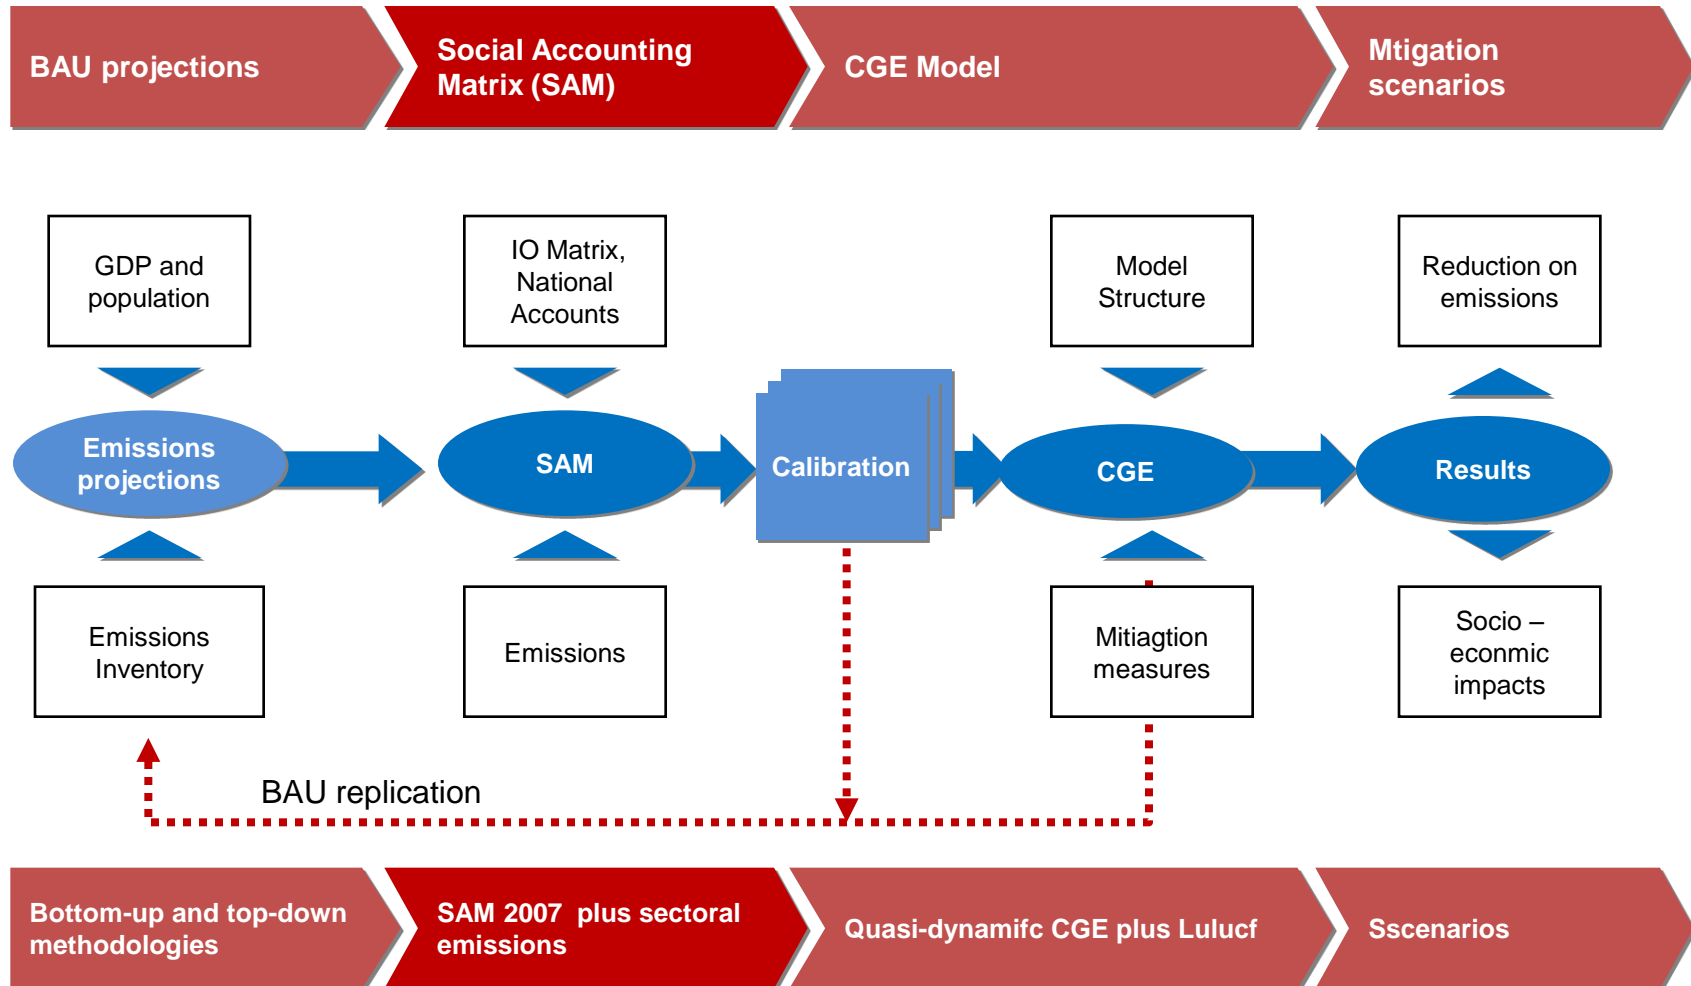 BAU projections
Social Accounting
Matrix (SAM)
CGE Model
Mtigation
scenarios
GDP and
population
IO Matrix,
National
Accounts
Model
Structure
Reduction on
emissions
Emissions
projections
SAM
Calibration
CGE
Results
Emissions
Inventory
Emissions
Mitiagtion
measures
Socio –
econmic
impacts
BAU replication
Bottom-up and top-down
methodologies
SAM 2007 plus sectoral
emissions
Quasi-dynamifc CGE plus Lulucf
Sscenarios